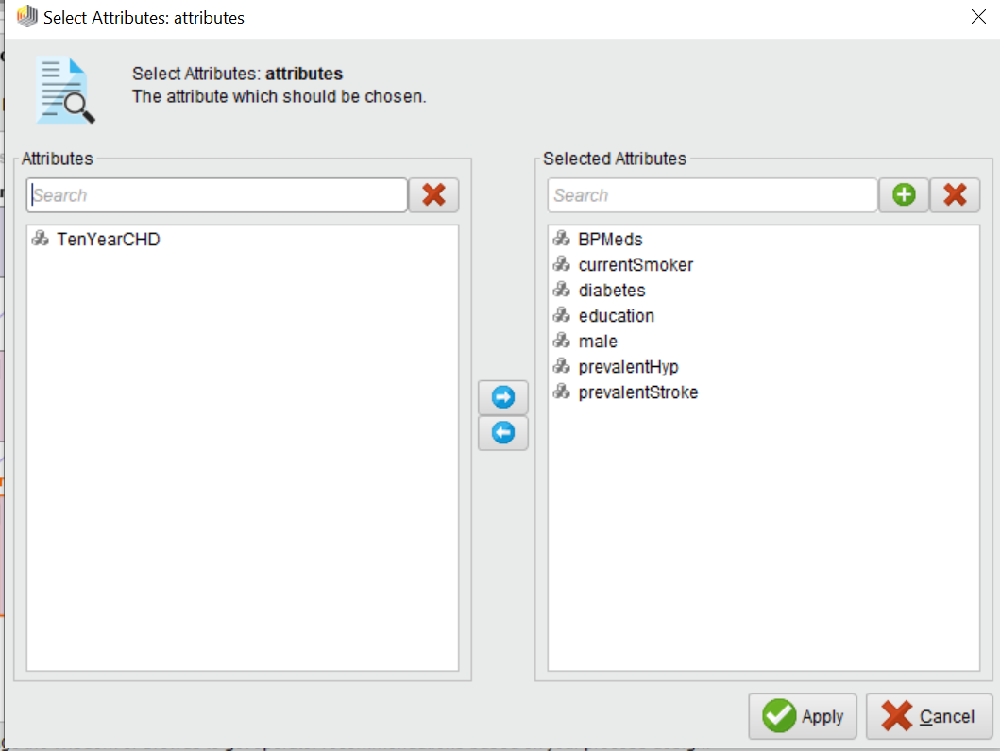 Select Attributes: attributes
Select Attributes: attributes
The attribute which should be chosen.
Attributes
Search
TenYearCHD
Selected Attributes
Search
BPMeds
currentSmoker
diabetes
education
male
prevalentHyp
prevalentStroke
Apply
Cancel